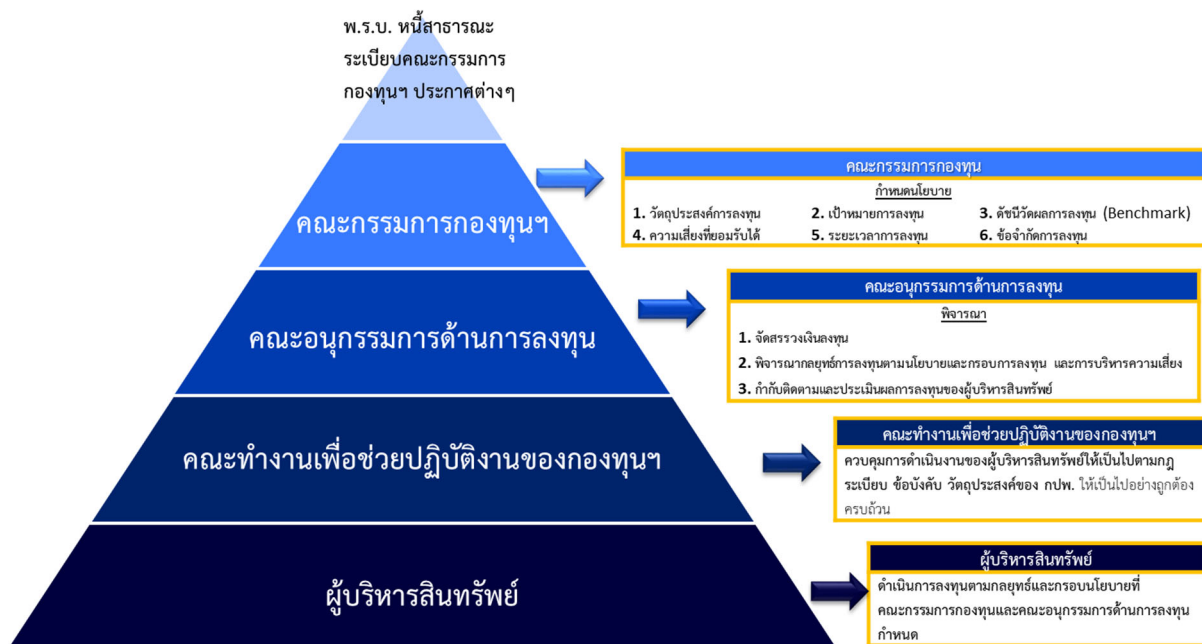 พ.ร.บ. หนี้สาธารณะ
ระเบียบคณะกรรมการ
กองทุนฯ ประกาศต่างๆ
คณะกรรมการกองทุนฯ
คณะกรรมการกองทุน
กำหนดนโยบาย
1. วัตถุประสงค์การลงทุน 2. เป้าหมายการลงทุน 3. ดัชนีวัดผลการลงทุน (Benchmark)
4. ความเสี่ยงที่ยอมรับได้ 5. ระยะเวลาการลงทุน 6. ข้อจำกัดการลงทุน
คณะอนุกรรมการด้านการลงทุน
คณะอนุกรรมการด้านการลงทุน
พิจารณา
1. จัดสรรวงเงินลงทุน
2. พิจารณากลยุทธ์การลงทุนตามนโยบายและกรอบการลงทุน และการบริหารความเสี่ยง
3. กำกับติดตามและประเมินผลการลงทุนของผู้บริหารสินทรัพย์
คณะทำงานเพื่อช่วยปฏิบัติงานของกองทุนฯ
คณะทำงานเพื่อช่วยปฏิบัติงานของกองทุนฯ
ควบคุมการดำเนินงานของผู้บริหารสินทรัพย์ให้เป็นไปตามกฎ
ระเบียบ ข้อบังคับ วัตถุประสงค์ของ กปพ. ให้เป็นไปอย่างถูกต้อง
ครบถ้วน
ผู้บริหารสินทรัพย์
ผู้บริหารสินทรัพย์
ดำเนินการลงทุนตามกลยุทธ์และกรอบนโยบายที่
คณะกรรมการกองทุนและคณะอนุกรรมการด้านการลงทุน
กำหนด